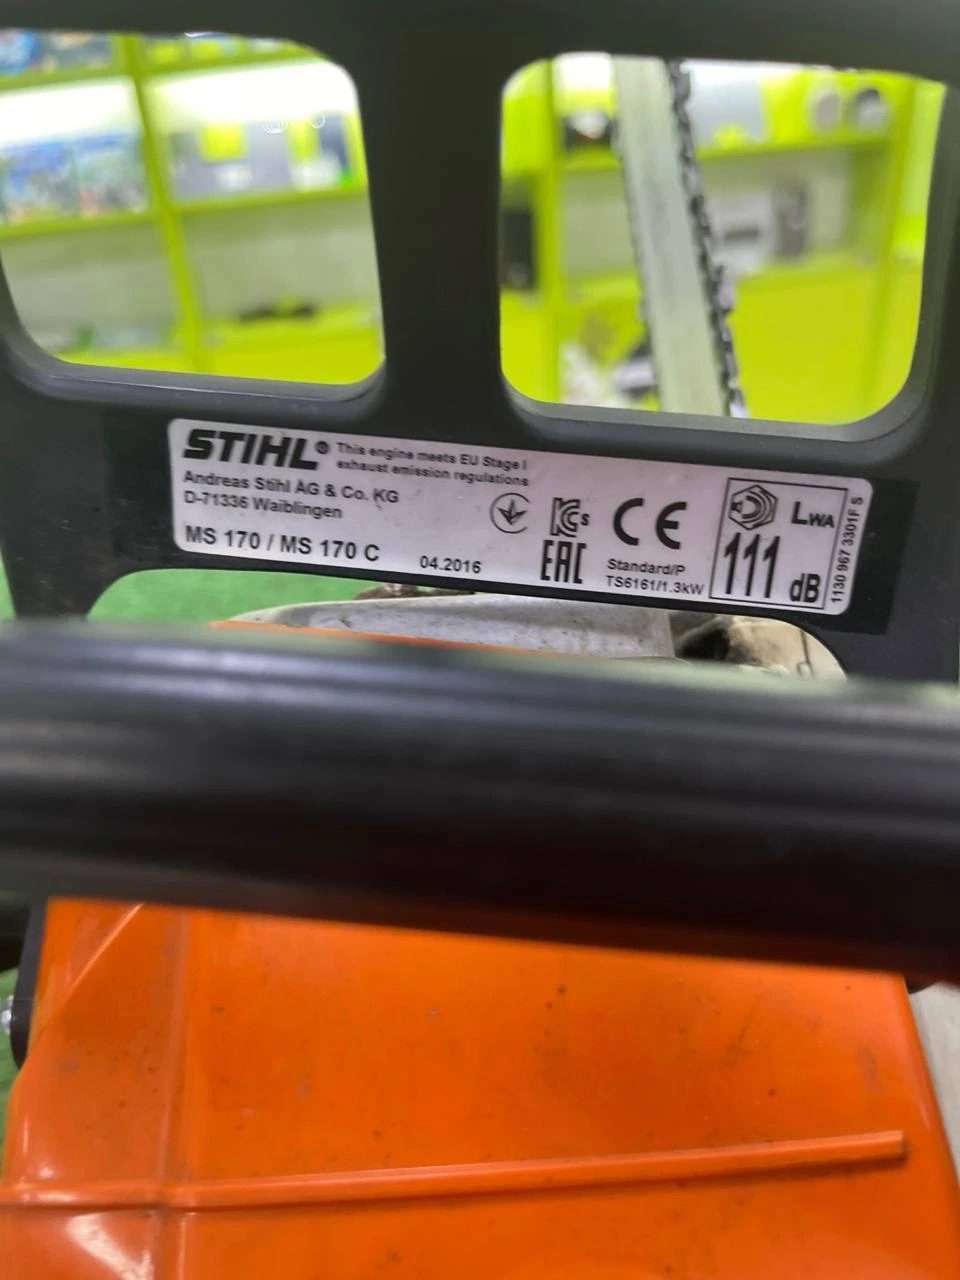 STIHL® This engine meets EU Stage I
exhaust emission regulations
Andreas Stihl AG & Co. KG
D-71336 Waiblingen
MS 170 / MS 170 C
04.2016
KCs
EAC
CE
Standard/P
TS6161/1.3kW
LWA
111 dB
1130 967 3301F S